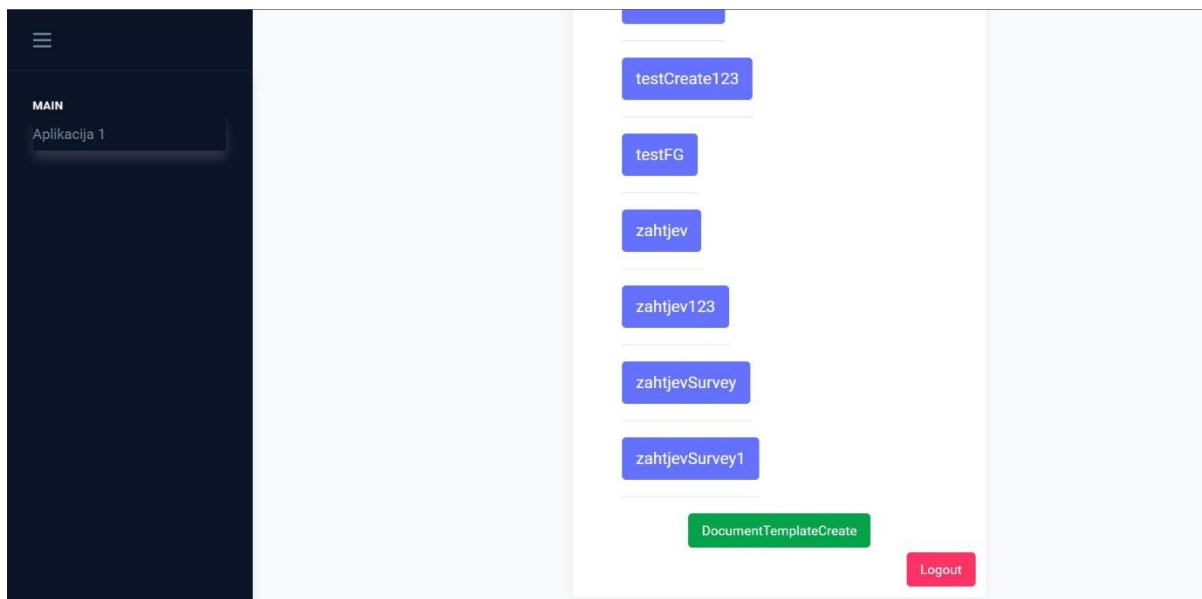 MAIN
Aplikacija 1
testCreate123
testFG
zahtjev
zahtjev123
zahtjevSurvey
zahtjevSurvey1
DocumentTemplateCreate
Logout